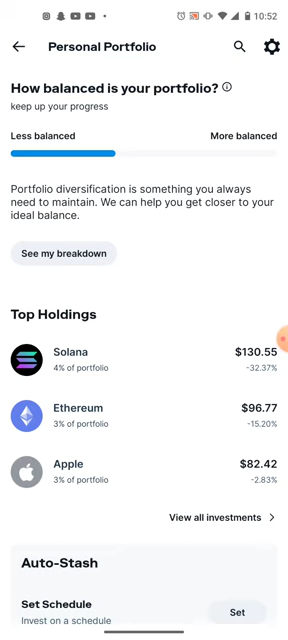 10:52
Personal Portfolio
How balanced is your portfolio?
keep up your progress
Less balanced
More balanced
Portfolio diversification is something you always
need to maintain. We can help you get closer to your
ideal balance.
See my breakdown
Top Holdings
Solana
$130.55
4% of portfolio
-32.37%
Ethereum
$96.77
3% of portfolio
-15.20%
Apple
$82.42
3% of portfolio
-2.83%
View all investments
Auto-Stash
Set Schedule
Set
Invest on a schedule